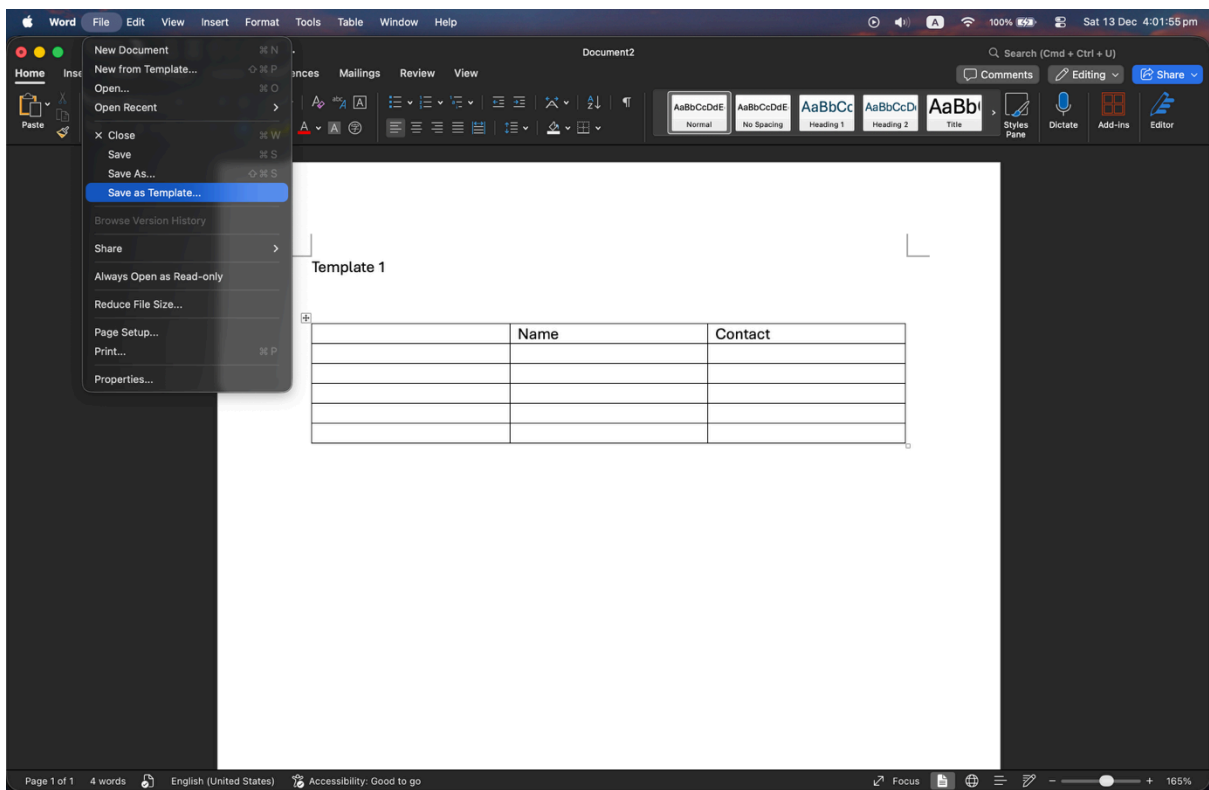 Word File Edit View Insert Format Tools Table Window Help 100% Sat 13 Dec 4:01:55 pm
Document2
Search (Cmd + Ctrl + U)
Home Inse
nces Mailings Review View
Comments Editing Share
Paste
AaBbCcDdE AaBbCcDdE AaBbCc AaBbCcD AaBb
Normal No Spacing Heading 1 Heading 2 Title Styles Pane Dictate Add-ins Editor
New Document ⌘ N
New from Template... ⇧ ⌘ P
Open... ⌘ O
Open Recent
× Close ⌘ W
Save ⌘ S
Save As... ⇧ ⌘ S
Save as Template...
Browse Version History
Share
Always Open as Read-only
Reduce File Size...
Page Setup...
Print... ⌘ P
Properties...
Template 1
Name Contact
Page 1 of 1 4 words English (United States) Accessibility: Good to go Focus 165%